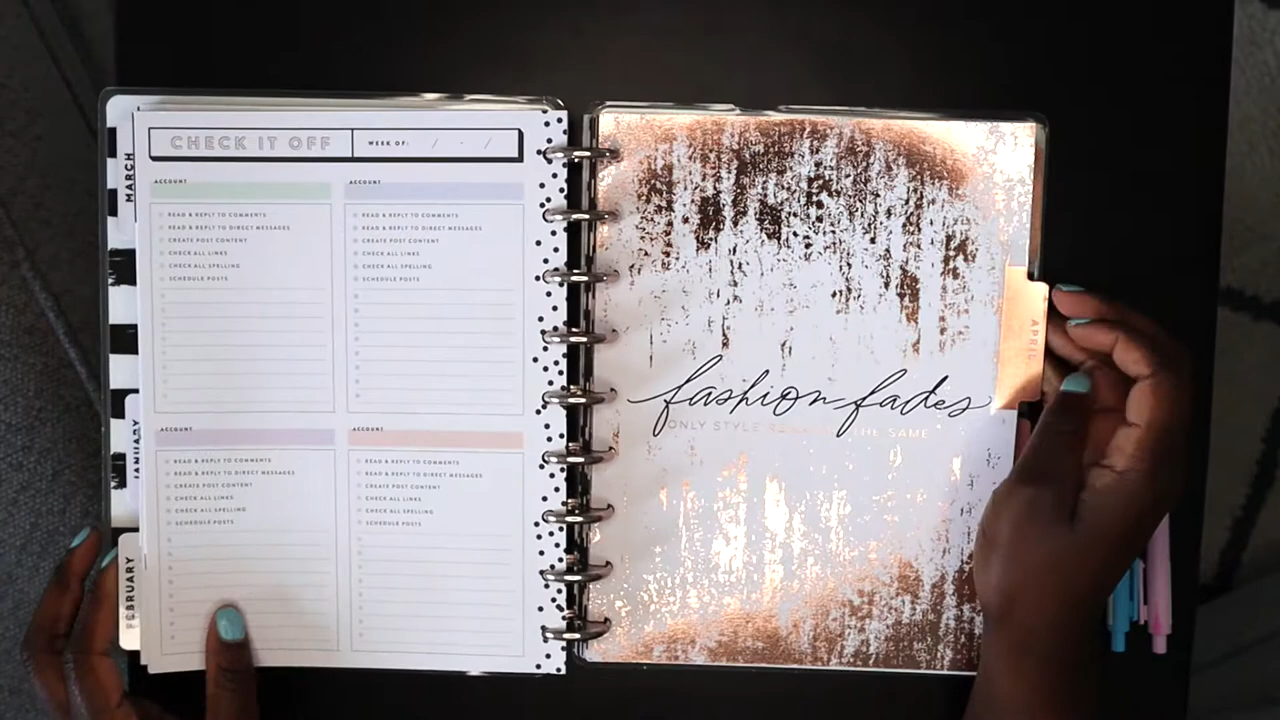 CHECK IT OFF
WEEK OF: / - /
MARCH
JANUARY
FEBRUARY
ACCOUNT
READ & REPLY TO COMMENTS
READ & REPLY TO DIRECT MESSAGES
CREATE POST CONTENT
CHECK ALL LINKS
CHECK ALL SPELLING
SCHEDULE POSTS
ACCOUNT
READ & REPLY TO COMMENTS
READ & REPLY TO DIRECT MESSAGES
CREATE POST CONTENT
CHECK ALL LINKS
CHECK ALL SPELLING
SCHEDULE POSTS
ACCOUNT
READ & REPLY TO COMMENTS
READ & REPLY TO DIRECT MESSAGES
CREATE POST CONTENT
CHECK ALL LINKS
CHECK ALL SPELLING
SCHEDULE POSTS
ACCOUNT
READ & REPLY TO COMMENTS
READ & REPLY TO DIRECT MESSAGES
CREATE POST CONTENT
CHECK ALL LINKS
CHECK ALL SPELLING
SCHEDULE POSTS
fashion fades
ONLY STYLE THE SAME
APRIL